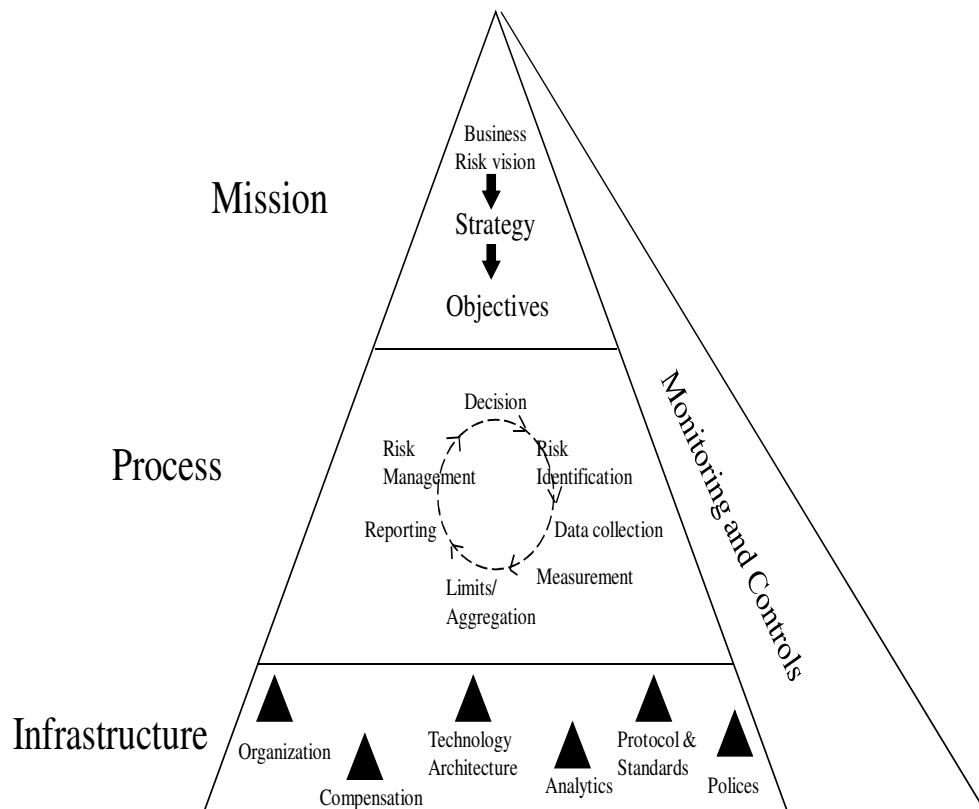 Business
Risk vision
Mission
Strategy
Objectives
Decision
Risk
Management
Risk
Identification
Process
Reporting
Data collection
Measurement
Limits/
Aggregation
Monitoring and Controls
Infrastructure
Organization
Compensation
Technology
Architecture
Analytics
Protocol &
Standards
Polices